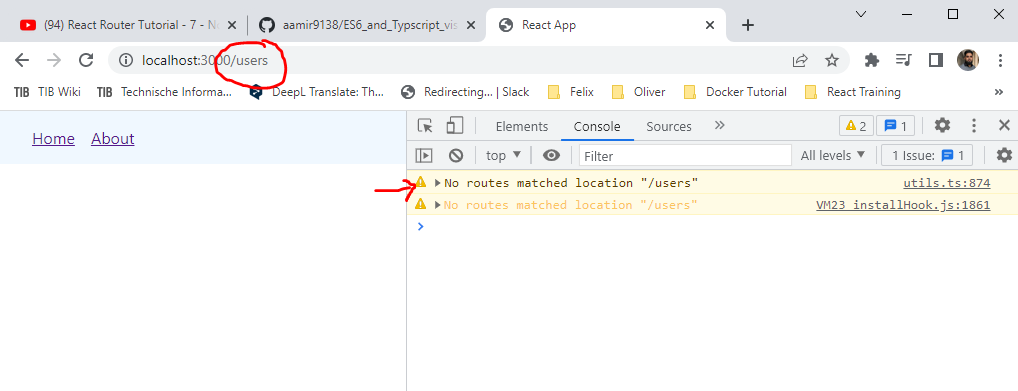 (94) React Router Tutorial - 7 - Ne
aamir9138/ES6_and_Typscript_vis
React App
localhost:3000/users
TIB TIB Wiki
TIB Technische Informa...
DeepL Translate: Th...
Redirecting... | Slack
Felix
Oliver
Docker Tutorial
React Training
»
Home About
Elements Console Sources » 2 1
top Filter All levels 1 Issue: 1
No routes matched location "/users" utils.ts:874
No routes matched location "/users" VM23 installHook.js:1861